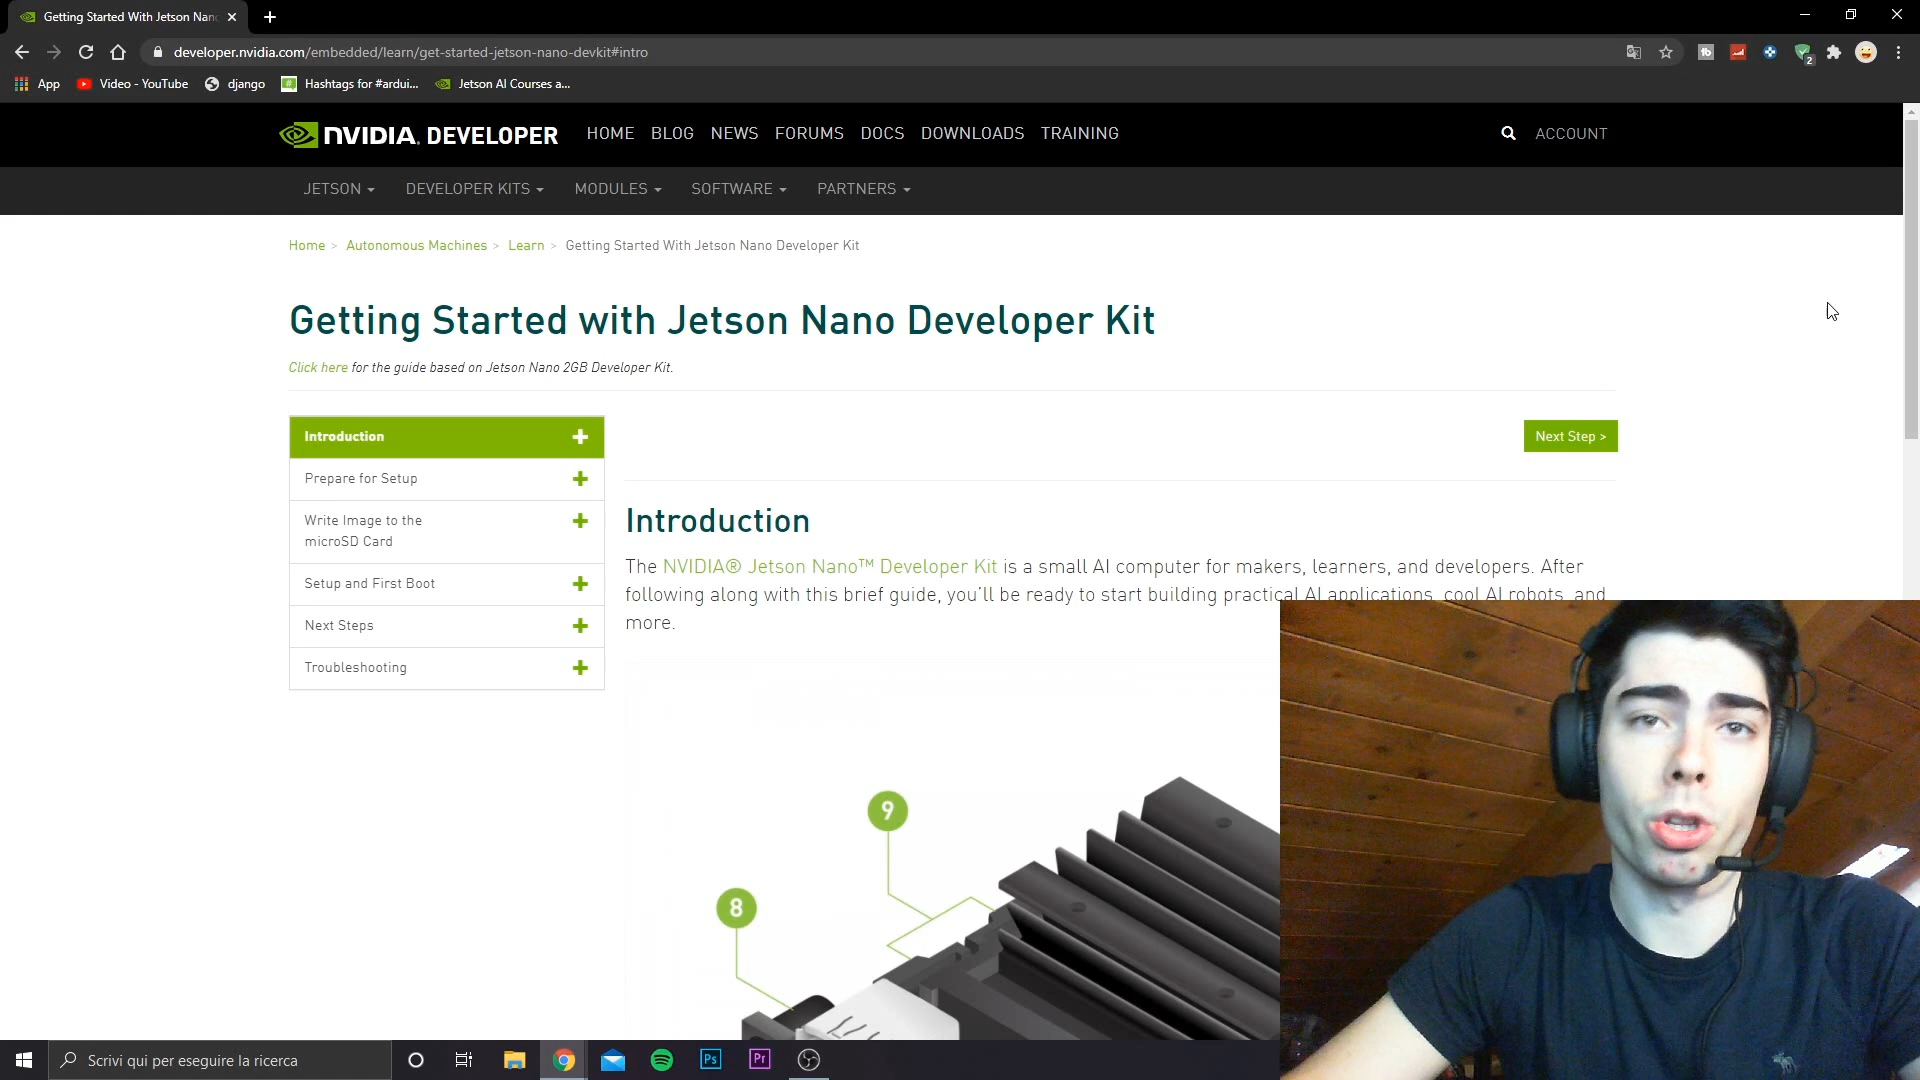 Getting Started With Jetson Nan
developer.nvidia.com/embedded/learn/get-started-jetson-nano-devkit#intro
2
App
Video - YouTube
django
Hashtags for #ardui...
Jetson AI Courses a...
NVIDIA. DEVELOPER
HOME
BLOG
NEWS
FORUMS
DOCS
DOWNLOADS
TRAINING
ACCOUNT
JETSON
DEVELOPER KITS
MODULES
SOFTWARE
PARTNERS
Home > Autonomous Machines > Learn > Getting Started With Jetson Nano Developer Kit
Getting Started with Jetson Nano Developer Kit
Click here for the guide based on Jetson Nano 2GB Developer Kit.
Introduction
Prepare for Setup
Write Image to the
microSD Card
Setup and First Boot
Next Steps
Troubleshooting
Next Step >
Introduction
The NVIDIA® Jetson Nano™ Developer Kit is a small AI computer for makers, learners, and developers. After
following along with this brief guide, you'll be ready to start building practical AI applications, cool AI robots, and
more.
9
8
Scrivi qui per eseguire la ricerca
Ps
Pr